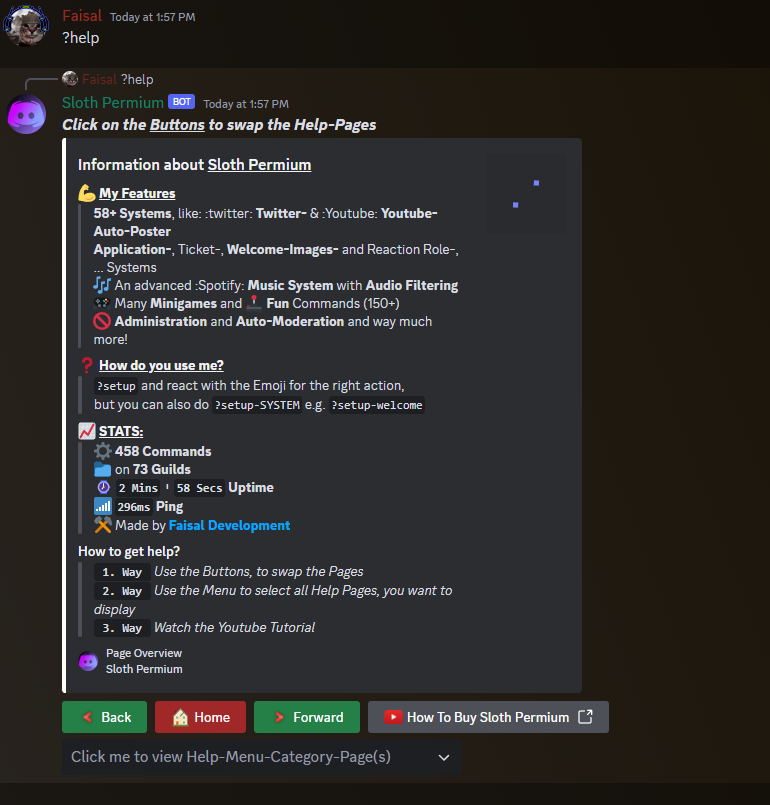 Faisal Today at 1:57 PM
?help
Faisal ?help
Sloth Permium BOT Today at 1:57 PM
Click on the Buttons to swap the Help-Pages
Information about Sloth Permium
My Features
58+ Systems, like: :twitter: Twitter- & :Youtube: Youtube-
Auto-Poster
Application-, Ticket-, Welcome-Images- and Reaction Role-,
... Systems
An advanced :Spotify: Music System with Audio Filtering
Many Minigames and Fun Commands (150+)
Administration and Auto-Moderation and way much
more!
How do you use me?
?setup and react with the Emoji for the right action,
but you can also do ?setup-SYSTEM e.g. ?setup-welcome
STATS:
458 Commands
on 73 Guilds
2 Mins ' 58 Secs Uptime
296ms Ping
Made by Faisal Development
How to get help?
1. Way Use the Buttons, to swap the Pages
2. Way Use the Menu to select all Help Pages, you want to
display
3. Way Watch the Youtube Tutorial
Page Overview
Sloth Permium
Back Home Forward How To Buy Sloth Permium
Click me to view Help-Menu-Category-Page(s)